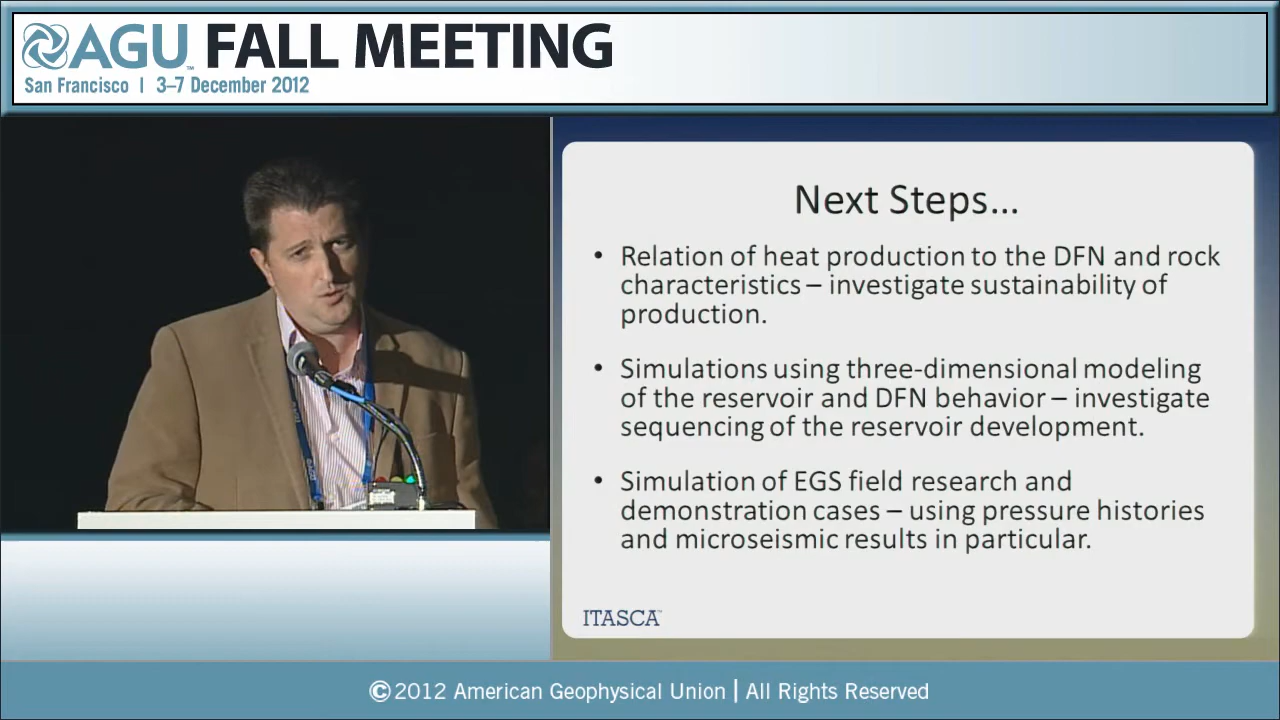 AGU™ FALL MEETING
San Francisco | 3–7 December 2012
Next Steps...
• Relation of heat production to the DFN and rock
characteristics – investigate sustainability of
production.
• Simulations using three-dimensional modeling
of the reservoir and DFN behavior – investigate
sequencing of the reservoir development.
• Simulation of EGS field research and
demonstration cases – using pressure histories
and microseismic results in particular.
ITASCA™
©2012 American Geophysical Union | All Rights Reserved